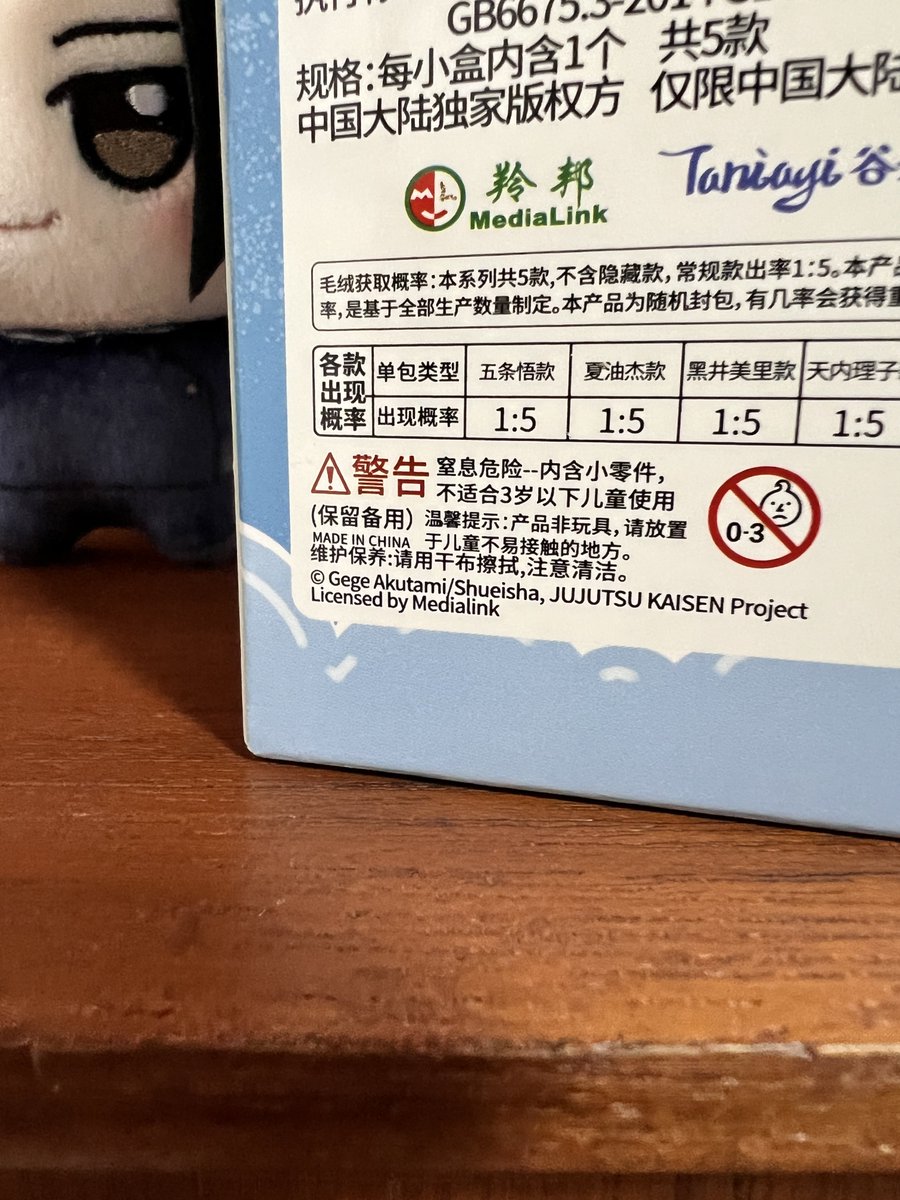 GB6675.3-2014
规格:每小盒内含1个 共5款
中国大陆独家版权方 仅限中国大陆
羚邦
MediaLink
Taniayi 谷
毛绒获取概率:本系列共5款,不含隐藏款,常规款出率1:5。本产品
率,是基于全部生产数量制定。本产品为随机封包,有几率会获得重
各款出现概率 单包类型 五条悟款 夏油杰款 黑井美里款 天内理子
出现概率 1:5 1:5 1:5 1:5
警告 窒息危险--内含小零件,
不适合3岁以下儿童使用
(保留备用) 温馨提示:产品非玩具,请放置
MADE IN CHINA 于儿童不易接触的地方。
维护保养:请用干布擦拭,注意清洁。
© Gege Akutami/Shueisha, JUJUTSU KAISEN Project
Licensed by Medialink
0-3